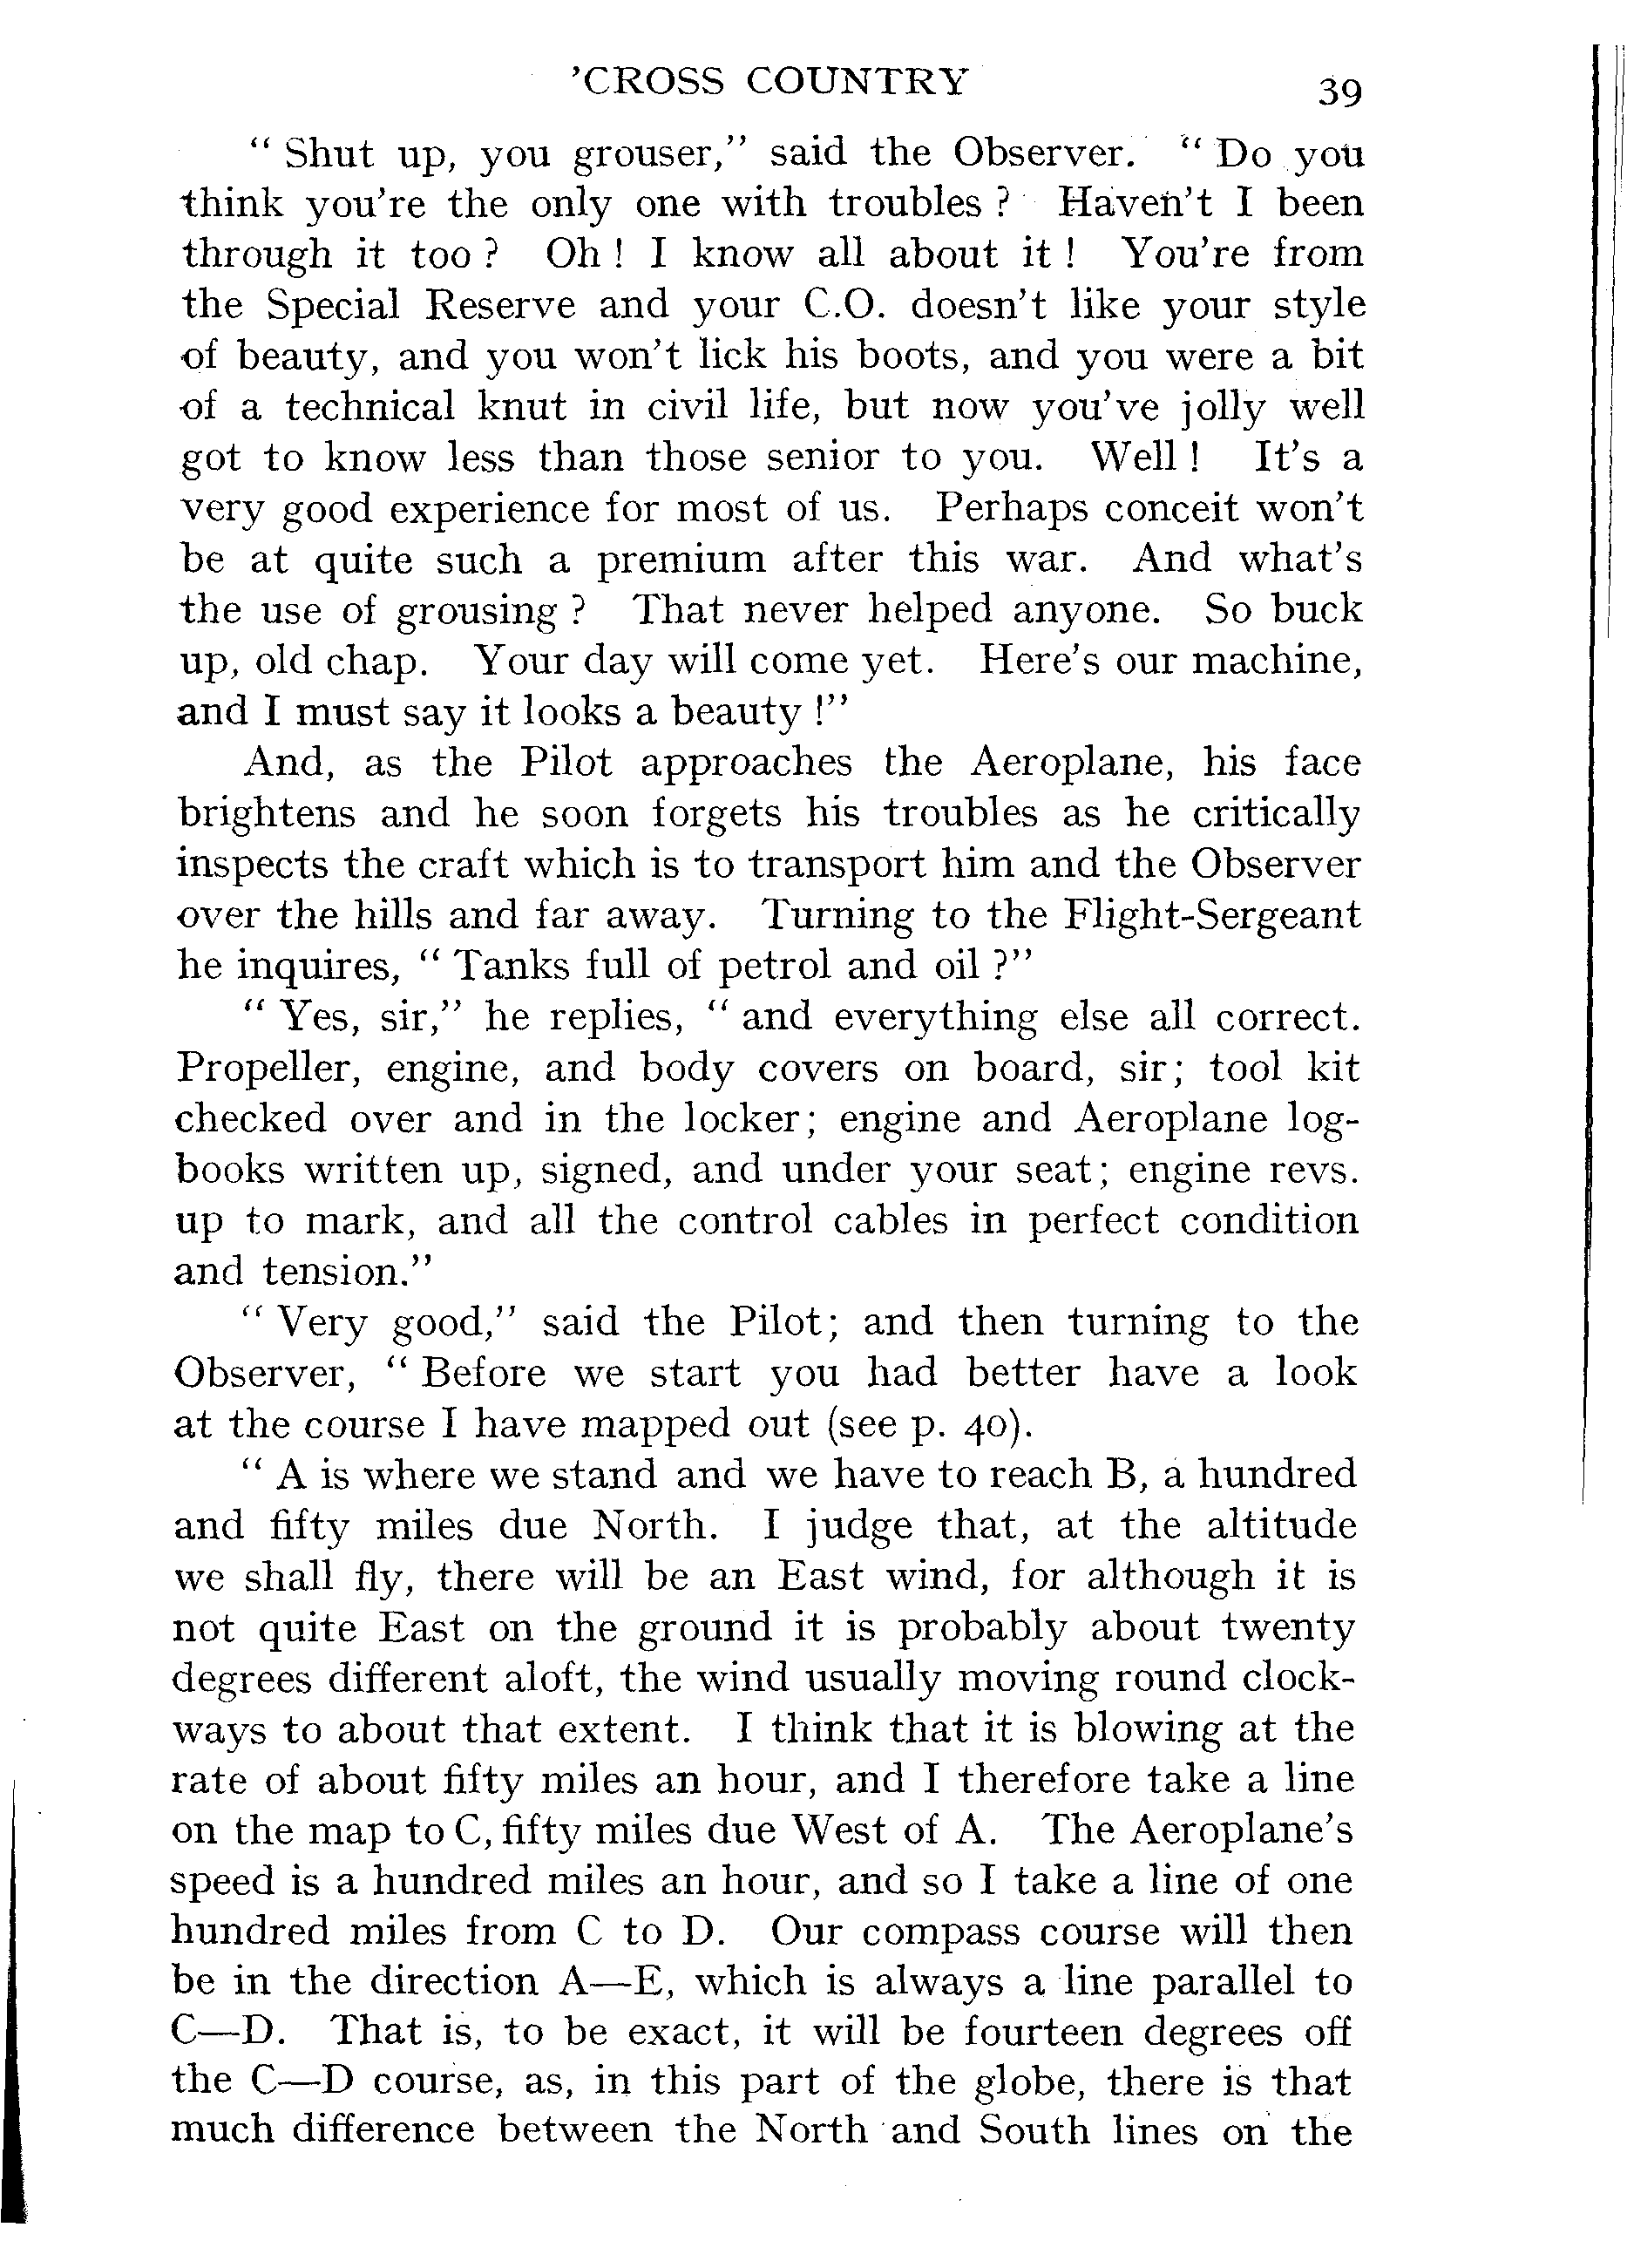 'CROSS COUNTRY 39
" Shut up, you grouser," said the Observer. " Do you
think you're the only one with troubles ? Haven't I been
through it too ? Oh ! I know all about it ! You're from
the Special Reserve and your C.O. doesn't like your style
of beauty, and you won't lick his boots, and you were a bit
of a technical knut in civil life, but now you've jolly well
got to know less than those senior to you. Well ! It's a
very good experience for most of us. Perhaps conceit won't
be at quite such a premium after this war. And what's
the use of grousing ? That never helped anyone. So buck
up, old chap. Your day will come yet. Here's our machine,
and I must say it looks a beauty !"
And, as the Pilot approaches the Aeroplane, his face
brightens and he soon forgets his troubles as he critically
inspects the craft which is to transport him and the Observer
over the hills and far away. Turning to the Flight-Sergeant
he inquires, " Tanks full of petrol and oil ?"
" Yes, sir," he replies, " and everything else all correct.
Propeller, engine, and body covers on board, sir; tool kit
checked over and in the locker; engine and Aeroplane log-
books written up, signed, and under your seat; engine revs.
up to mark, and all the control cables in perfect condition
and tension."
" Very good," said the Pilot; and then turning to the
Observer, " Before we start you had better have a look
at the course I have mapped out (see p. 40).
" A is where we stand and we have to reach B, a hundred
and fifty miles due North. I judge that, at the altitude
we shall fly, there will be an East wind, for although it is
not quite East on the ground it is probably about twenty
degrees different aloft, the wind usually moving round clock-
ways to about that extent. I think that it is blowing at the
rate of about fifty miles an hour, and I therefore take a line
on the map to C, fifty miles due West of A. The Aeroplane's
speed is a hundred miles an hour, and so I take a line of one
hundred miles from C to D. Our compass course will then
be in the direction A—E, which is always a line parallel to
C—D. That is, to be exact, it will be fourteen degrees off
the C—D course, as, in this part of the globe, there is that
much difference between the North and South lines on the